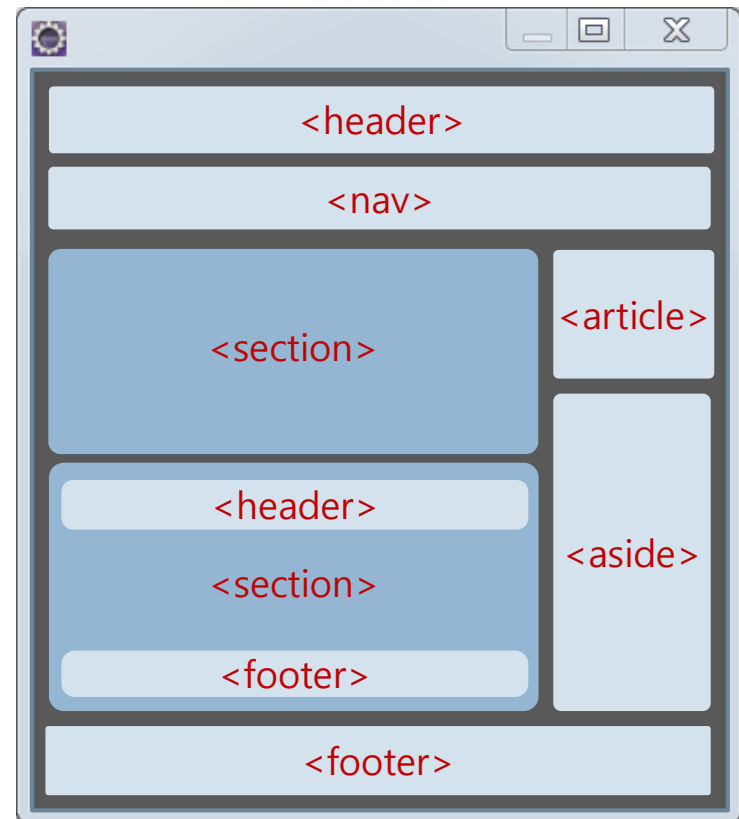 <header>
<nav>
<section>
<article>
<header>
<section>
<footer>
<aside>
<footer>